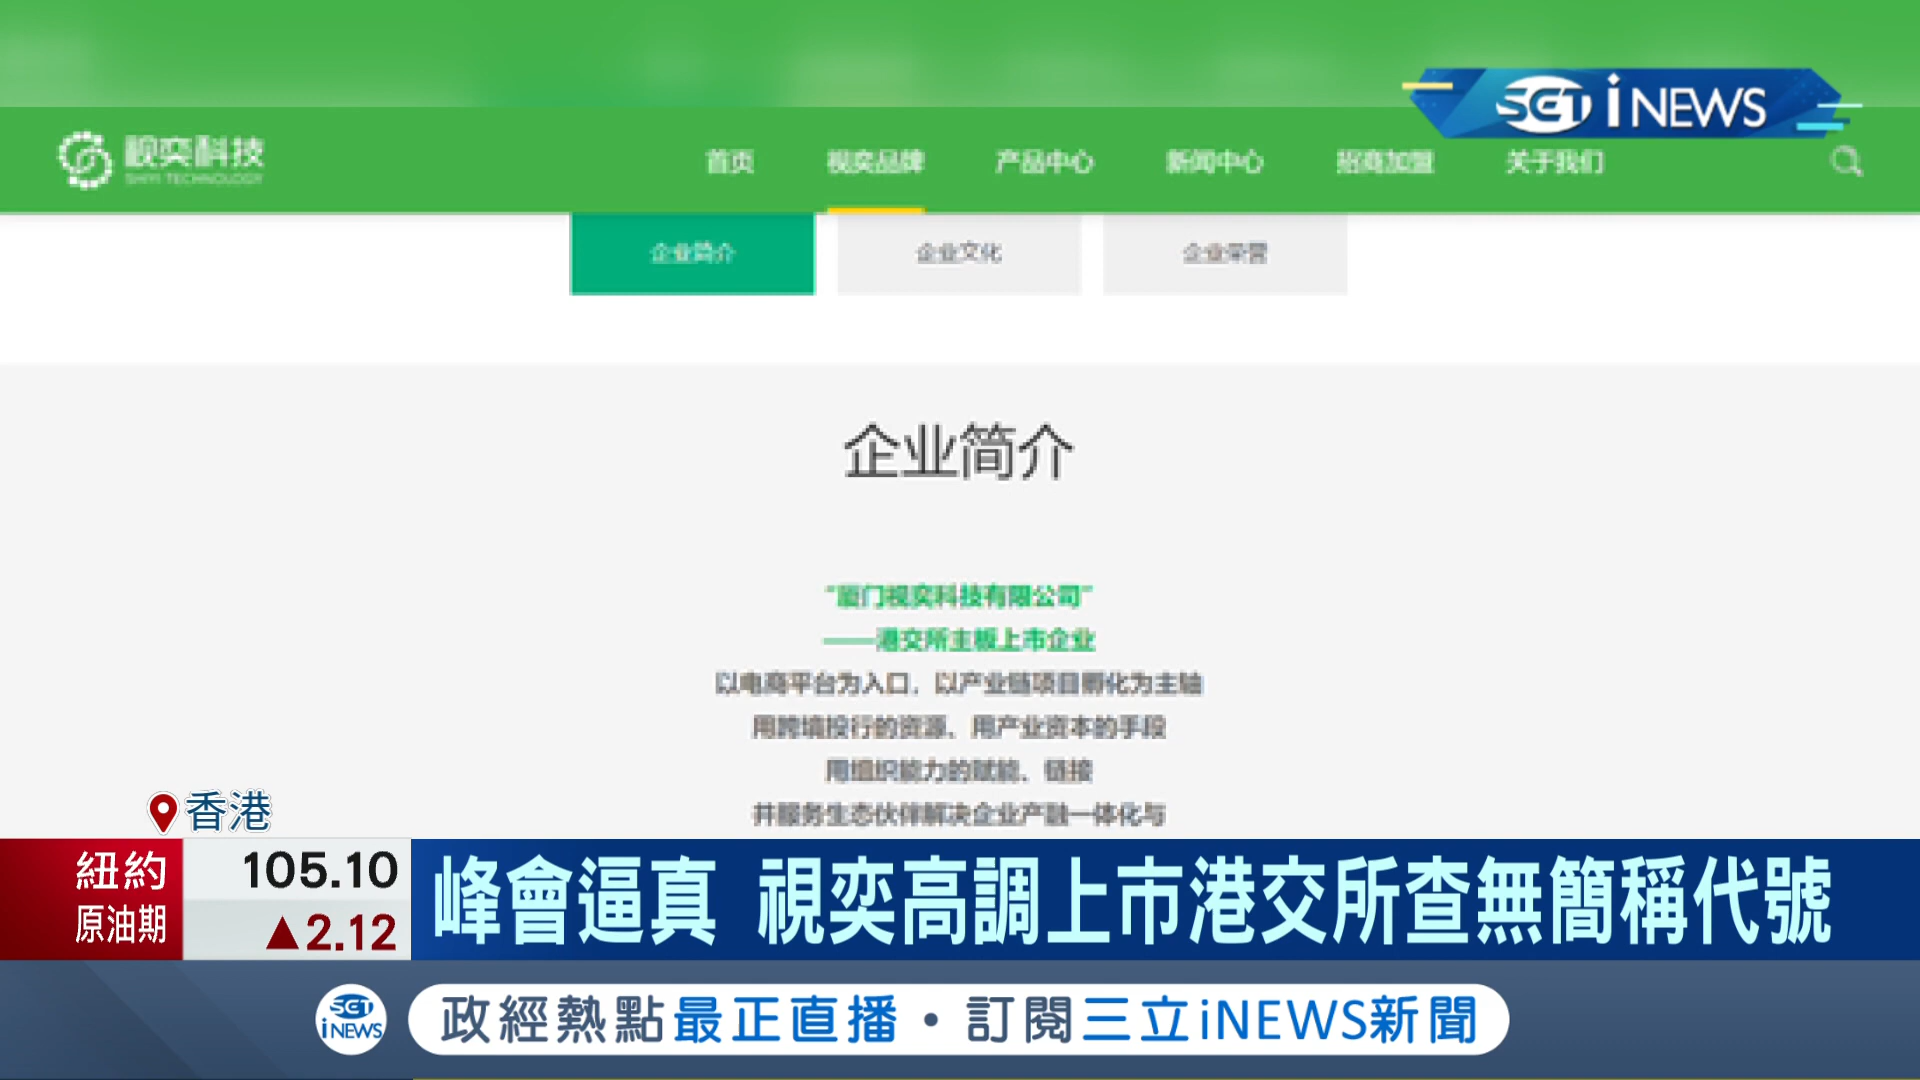 SET iNEWS
视奕科技
SHIYI TECHNOLOGY
首页 视奕品牌 产品中心 新闻中心 招商加盟 关于我们
企业简介 企业文化 企业荣誉
企业简介
“厦门视奕科技有限公司”
——港交所主板上市企业
以电商平台为入口，以产业链项目孵化为主轴
用跨境投行的资源、用产业资本的手段
用组织能力的赋能、链接
并服务生态伙伴解决企业产融一体化与
香港
紐約
原油期
105.10
▲2.12
峰會逼真 視奕高調上市港交所查無簡稱代號
SET iNEWS
政經熱點最正直播・訂閱三立iNEWS新聞